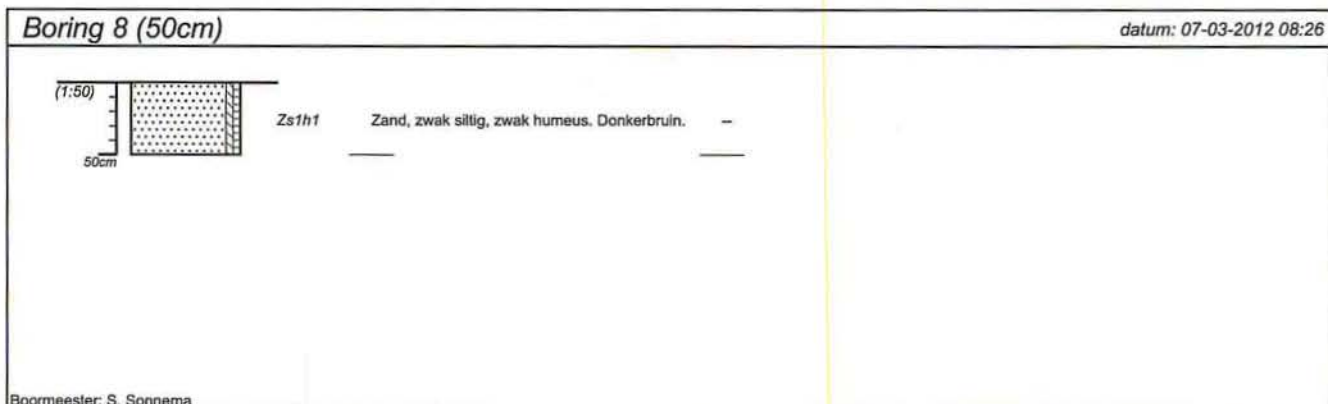 Boring 8 (50cm)
datum: 07-03-2012 08:26
(1:50)
Zs1h1 Zand, zwak siltig, zwak humeus. Donkerbruin. –
50cm
Boormeester: S. Sonnema